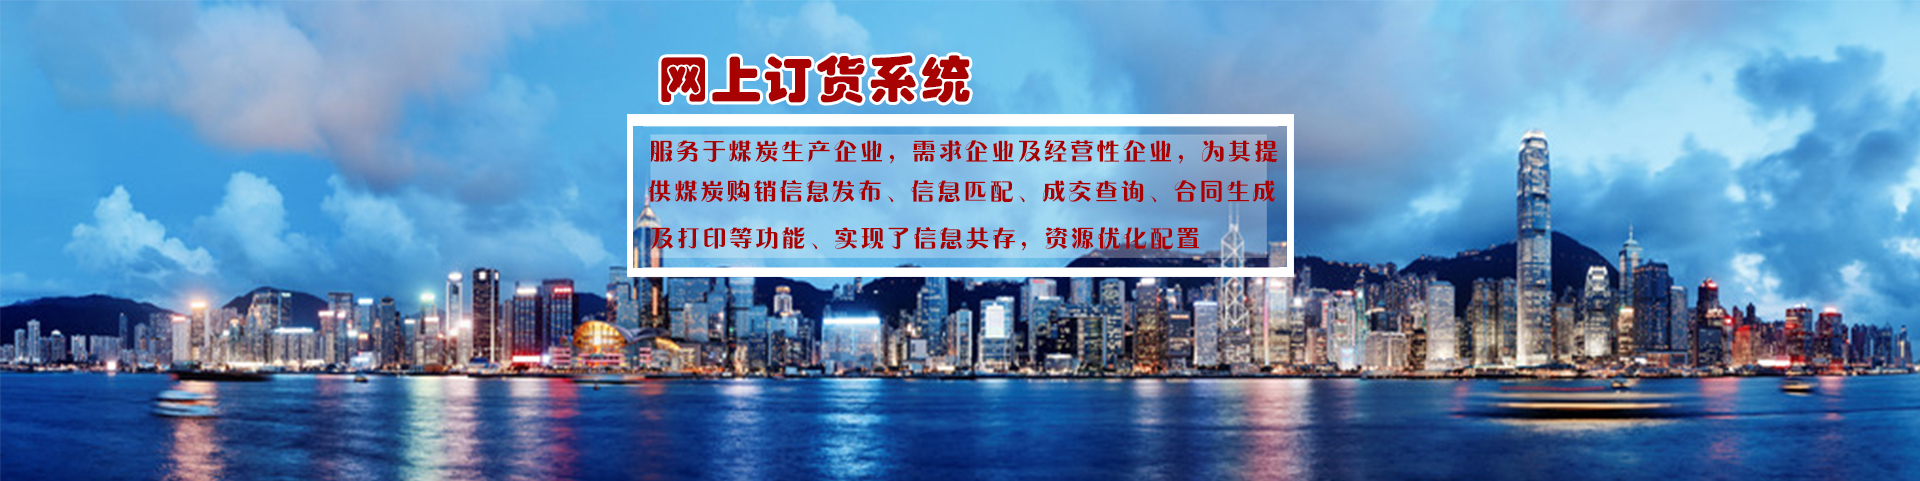 网上订货系统
服务于煤炭生产企业，需求企业及经营性企业，为其提
供煤炭购销信息发布、信息匹配、成交查询、合同生成
及打印等功能、实现了信息共存，资源优化配置